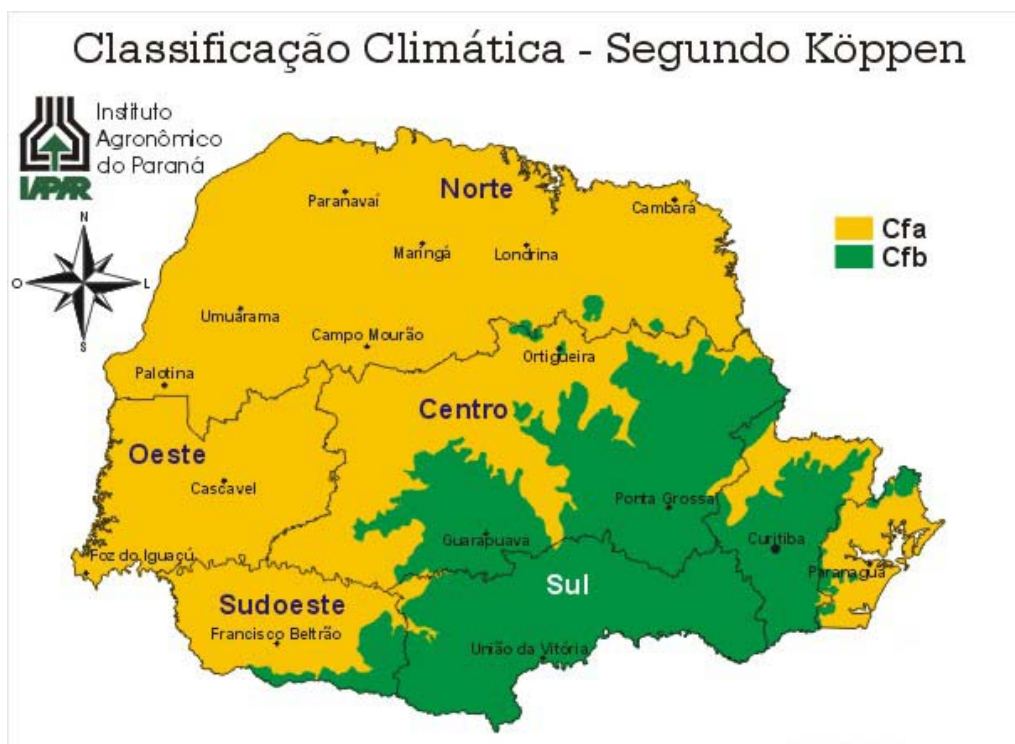 Classificação Climática - Segundo Köppen
Instituto
Agronômico
do Paraná
IAPAR
N
O
L
S
Norte
Paranavaí
Cambará
Cfa
Cfb
Maringá
Londrina
Umuarama
Campo Mourão
Ortigueira
Palotina
Centro
Oeste
Cascavel
Ponta Grossa
Guarapuava
Curitiba
Foz do Iguaçú
Paranaguá
Sul
Sudoeste
Francisco Beltrão
União da Vitória